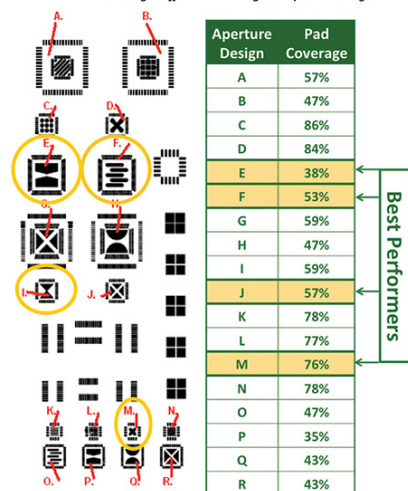 A.
B.
C.
D.
E.
F.
G.
H.
I.
J.
K.
L.
M.
N.
O.
P.
Q.
R.
Aperture Design
Pad Coverage
A 57%
B 47%
C 86%
D 84%
E 38%
F 53%
G 59%
H 47%
I 59%
J 57%
K 78%
L 77%
M 76%
N 78%
O 47%
P 35%
Q 43%
R 43%
Best Performers